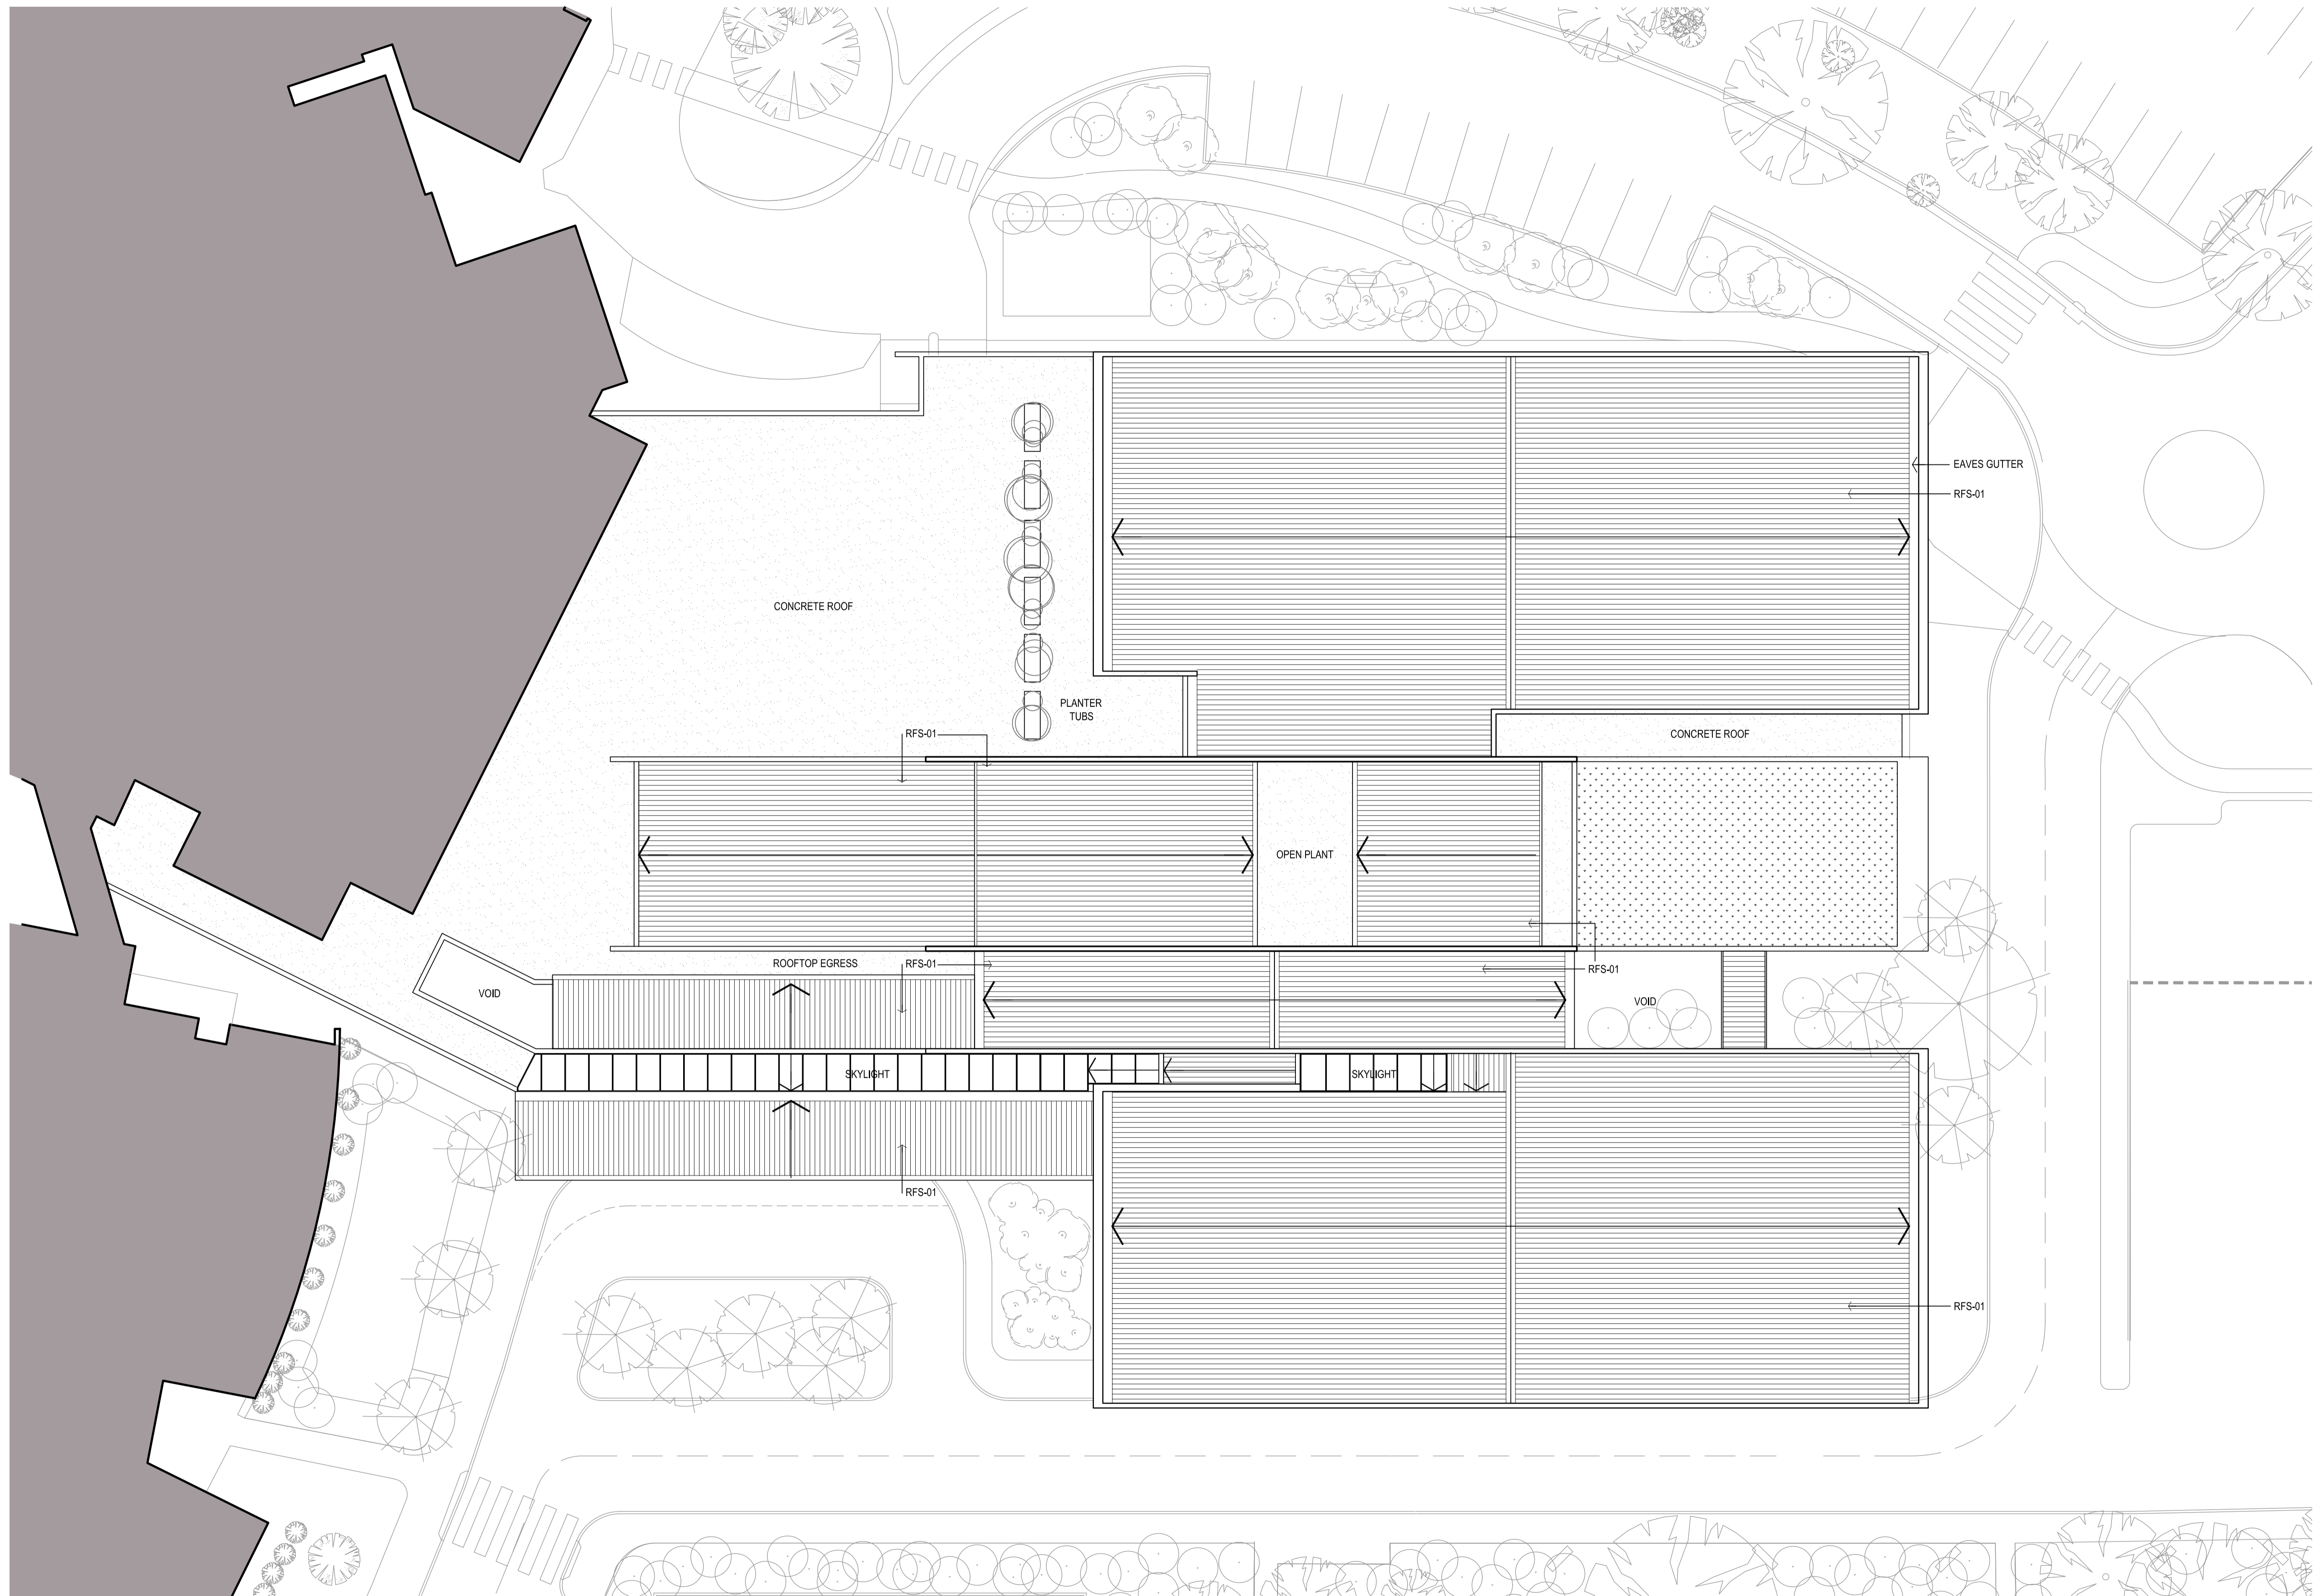 EAVES GUTTER
RFS-01
CONCRETE ROOF
PLANTER
TUBS
RFS-01
CONCRETE ROOF
OPEN PLANT
ROOFTOP EGRESS
RFS-01
RFS-01
VOID
VOID
SKYLIGHT
SKYLIGHT
RFS-01
RFS-01